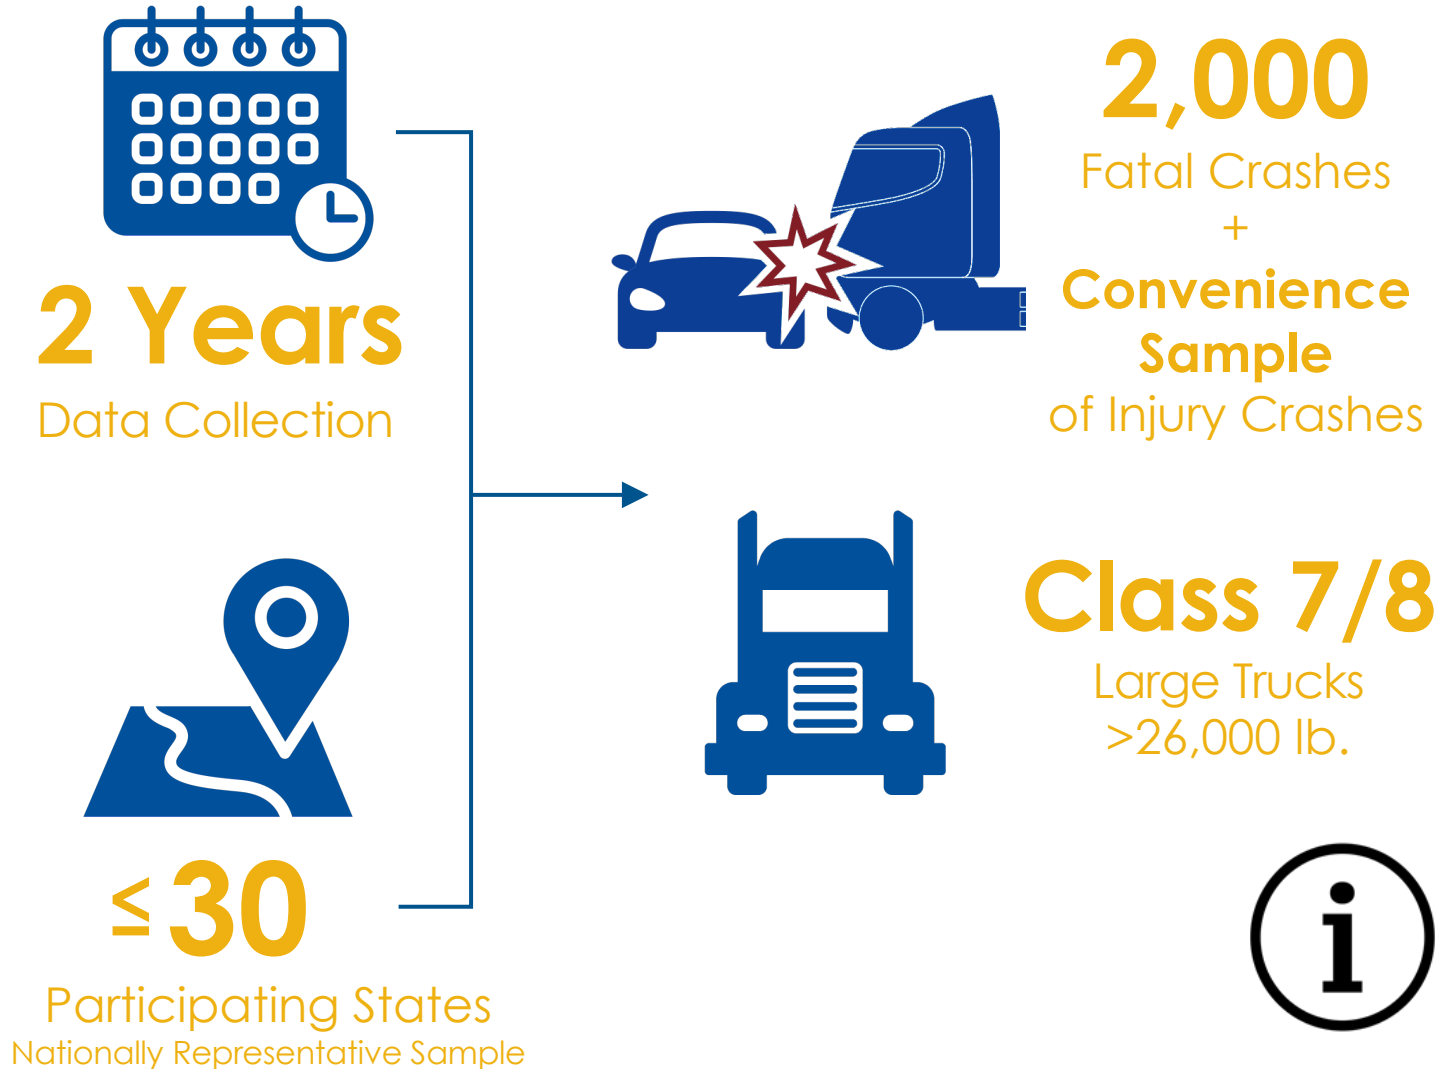 2 Years
Data Collection
≤30
Participating States
Nationally Representative Sample
2,000
Fatal Crashes
+
Convenience
Sample
of Injury Crashes
Class 7/8
Large Trucks
>26,000 lb.
i